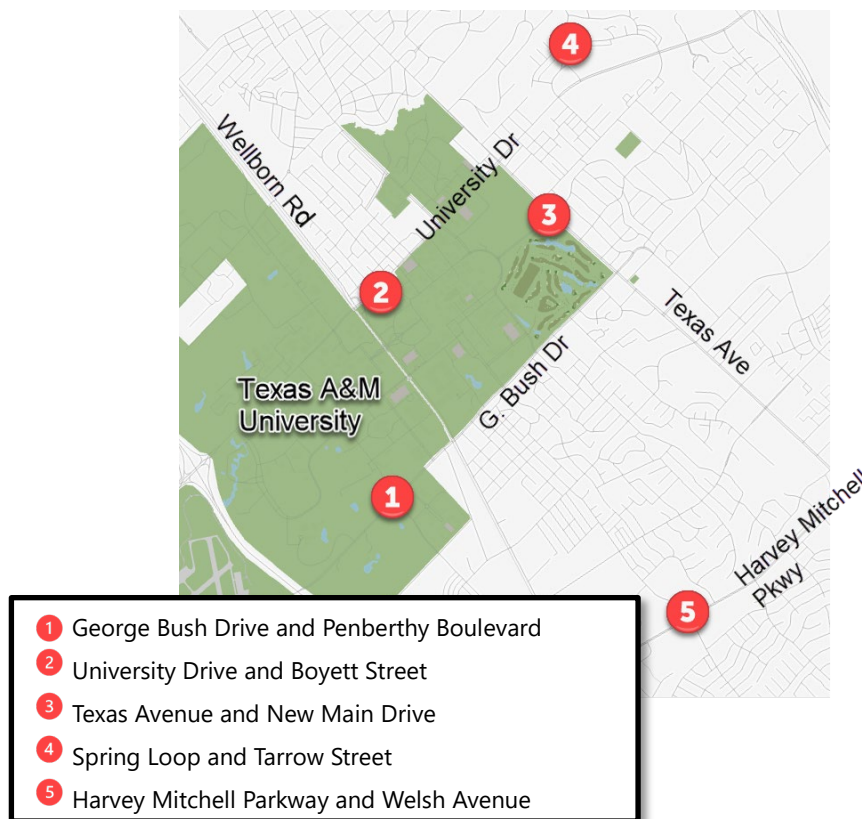 4
Wellborn Rd
University Dr
3
2
Texas Ave
G. Bush Dr
Texas A&M
University
1
Harvey Mitchell
Pkwy
5
1 George Bush Drive and Penberthy Boulevard
2 University Drive and Boyett Street
3 Texas Avenue and New Main Drive
4 Spring Loop and Tarrow Street
5 Harvey Mitchell Parkway and Welsh Avenue